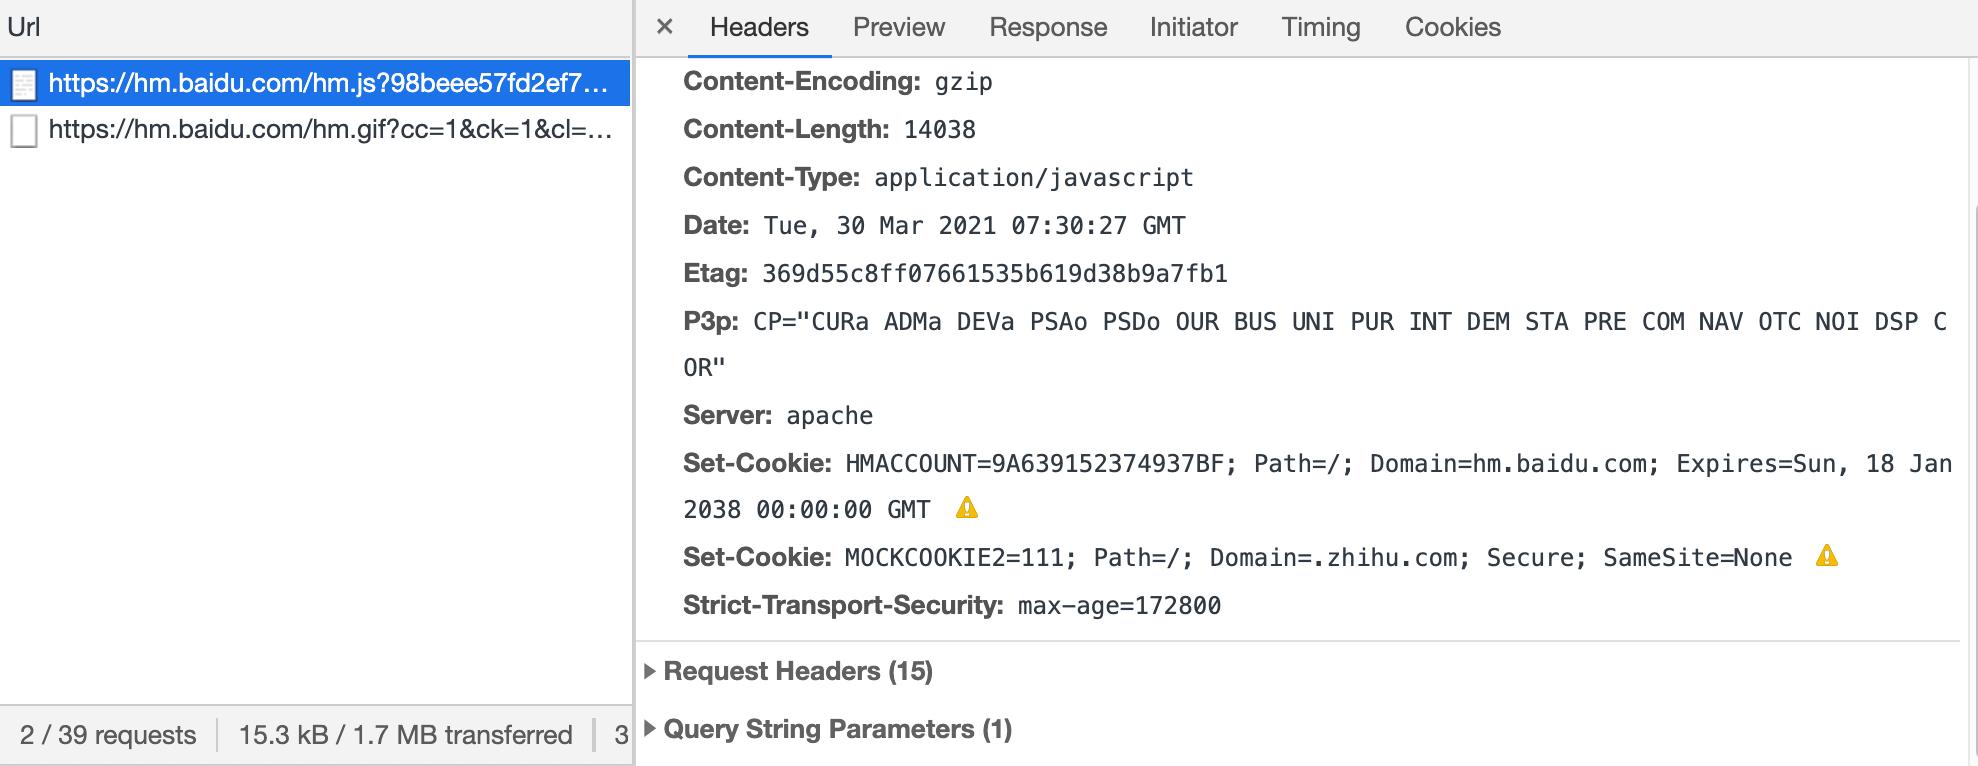 Url
https://hm.baidu.com/hm.js?98beee57fd2ef7...
https://hm.baidu.com/hm.gif?cc=1&ck=1&cl=...
2 / 39 requests
15.3 kB / 1.7 MB transferred
3
× Headers Preview Response Initiator Timing Cookies
Content-Encoding: gzip
Content-Length: 14038
Content-Type: application/javascript
Date: Tue, 30 Mar 2021 07:30:27 GMT
Etag: 369d55c8ff07661535b619d38b9a7fb1
P3p: CP="CURa ADMa DEVa PSAo PSDo OUR BUS UNI PUR INT DEM STA PRE COM NAV OTC NOI DSP C
OR"
Server: apache
Set-Cookie: HMACCOUNT=9A639152374937BF; Path=/; Domain=hm.baidu.com; Expires=Sun, 18 Jan
2038 00:00:00 GMT
Set-Cookie: MOCKCOOKIE2=111; Path=/; Domain=.zhihu.com; Secure; SameSite=None
Strict-Transport-Security: max-age=172800
Request Headers (15)
Query String Parameters (1)